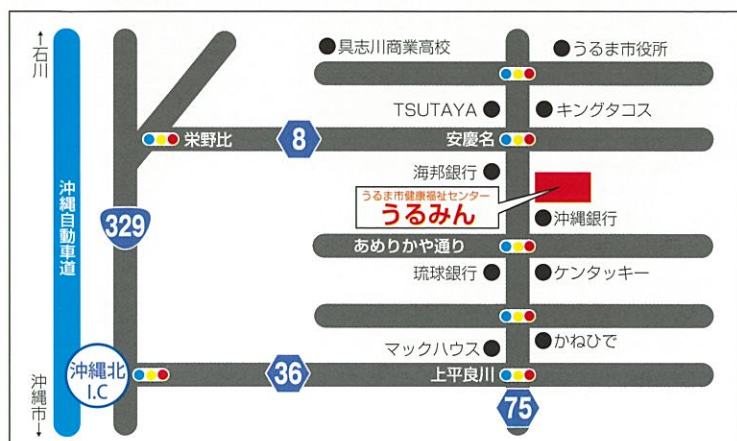 ↑石川
具志川商業高校
うるま市役所
TSUTAYA
キングタコス
栄野比
8
安慶名
海邦銀行
うるま市健康福祉センター
うるみん
沖縄自動車道
329
沖縄銀行
あめりかや通り
琉球銀行
ケンタッキー
マックハウス
かねひで
沖縄北
I.C
36
上平良川
沖縄市→
75